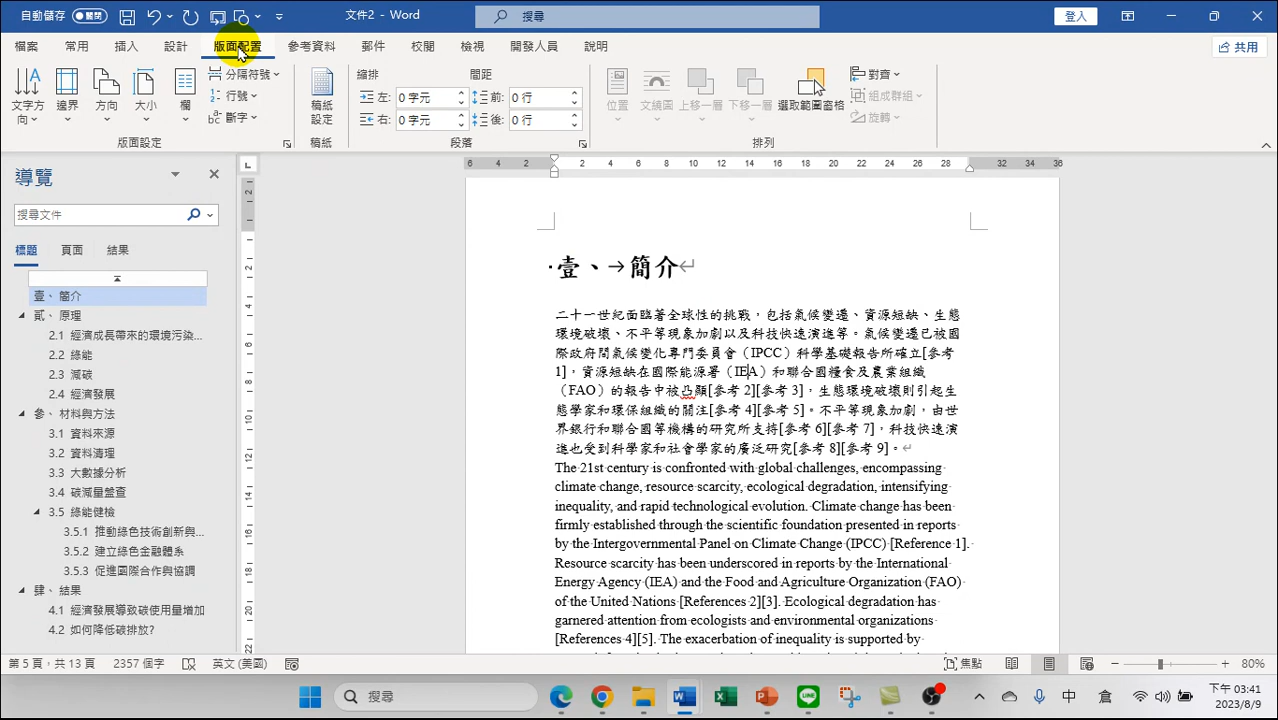 自動儲存 關閉 文件2 - Word 搜尋 登入
檔案 常用 插入 設計 版面配置 參考資料 郵件 校閱 檢視 開發人員 說明 共用
文字方向 邊界 方向 大小 欄 分隔符號 行號 斷字 稿紙設定 縮排 間距 左: 0 字元 右: 0 字元 前: 0 行 後: 0 行 位置 文繞圖 上移一層 下移一層 選取範圍窗格 對齊 組成群組 旋轉
版面設定 稿紙 段落 排列
導覽
搜尋文件
標題 頁面 結果
壹、 簡介
貳、 原理
2.1 經濟成長帶來的環境污染...
2.2 綠能
2.3 減碳
2.4 綠能發展
參、 材料與方法
3.1 資料來源
3.2 資料清理
3.3 大數據分析
3.4 碳減量盤查
3.5 綠能健檢
3.5.1 推動綠色技術創新與...
3.5.2 建立綠色金融體系
3.5.3 促進國際合作與協調
肆、 結果
4.1 經濟發展導致碳使用量增加
4.2 如何降低碳排放?
6 4 2 2 4 6 8 10 12 14 16 18 20 22 24 26 28 32 34 36
壹、→簡介
二十一世紀面臨著全球性的挑戰，包括氣候變遷、資源短缺、生態
環境破壞、不平等現象加劇以及科技快速演進等。氣候變遷已被國
際政府間氣候變化專門委員會（IPCC）科學基礎報告所確立[參考
1]，資源短缺在國際能源署（IEA）和聯合國糧食及農業組織
（FAO）的報告中被凸顯[參考 2][參考 3]，生態環境破壞則引起生
態學家和環保組織的關注[參考 4][參考 5]。不平等現象加劇，由世
界銀行和聯合國等機構的研究所支持[參考 6][參考 7]，科技快速演
進也受到科學家和社會學家的廣泛研究[參考 8][參考 9]。
The 21st century is confronted with global challenges, encompassing
climate change, resource scarcity, ecological degradation, intensifying
inequality, and rapid technological evolution. Climate change has been
firmly established through the scientific foundation presented in reports
by the Intergovernmental Panel on Climate Change (IPCC) [Reference 1].
Resource scarcity has been underscored in reports by the International
Energy Agency (IEA) and the Food and Agriculture Organization (FAO)
of the United Nations [References 2][3]. Ecological degradation has
garnered attention from ecologists and environmental organizations
[References 4][5]. The exacerbation of inequality is supported by
第 5 頁，共 13 頁 2357 個字 英文 (美國) 焦點 80%
搜尋 中 下午 03:41
2023/8/9